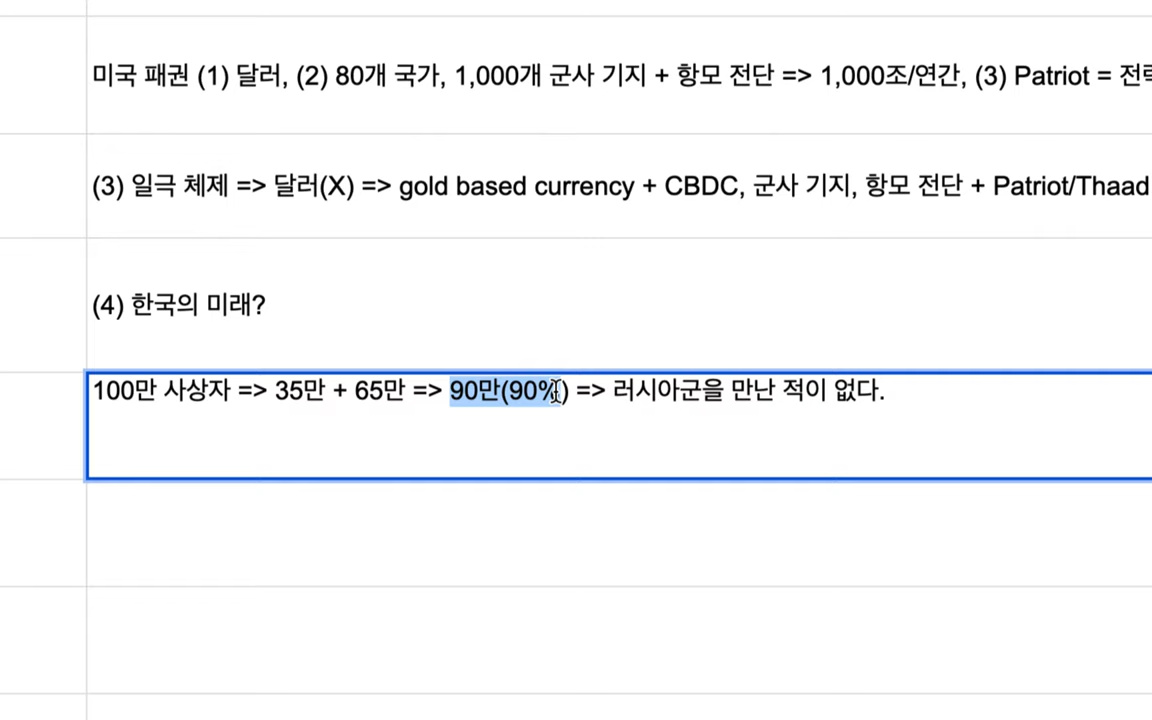 미국 패권 (1) 달러, (2) 80개 국가, 1,000개 군사 기지 + 항모 전단 => 1,000조/연간, (3) Patriot =
(3) 일극 체제 => 달러(X) => gold based currency + CBDC, 군사 기지, 항모 전단 + Patriot/Thaad
(4) 한국의 미래?
100만 사상자 => 35만 + 65만 => 90만(90%) => 러시아군을 만난 적이 없다.